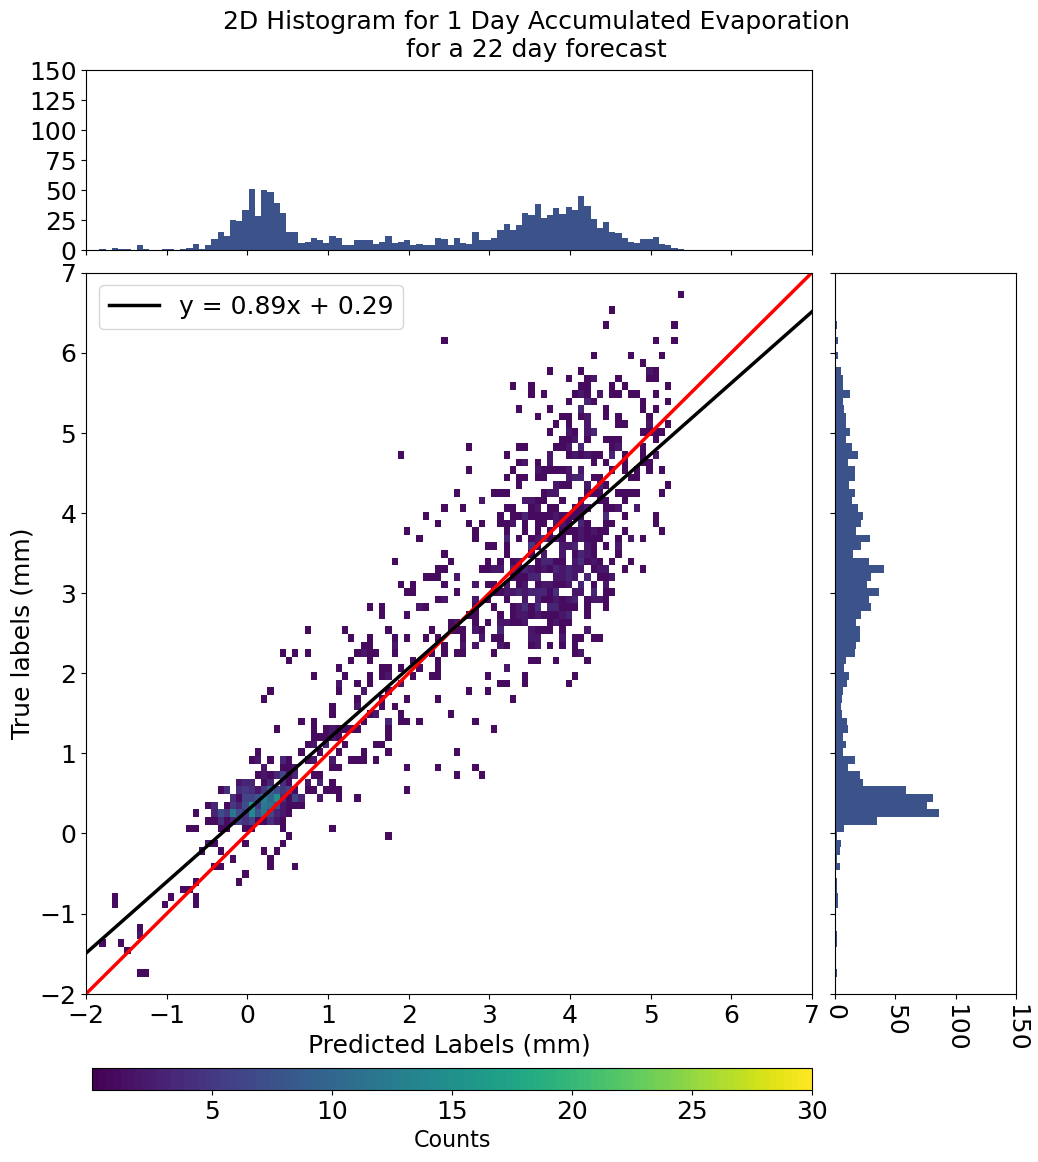 2D Histogram for 1 Day Accumulated Evaporation
for a 22 day forecast
150
125
100
75
50
25
0
7
6
5
4
3
2
1
0
−1
−2
True labels (mm)
y = 0.89x + 0.29
−2 −1 0 1 2 3 4 5 6 7
Predicted Labels (mm)
0 50 100 150
5 10 15 20 25 30
Counts